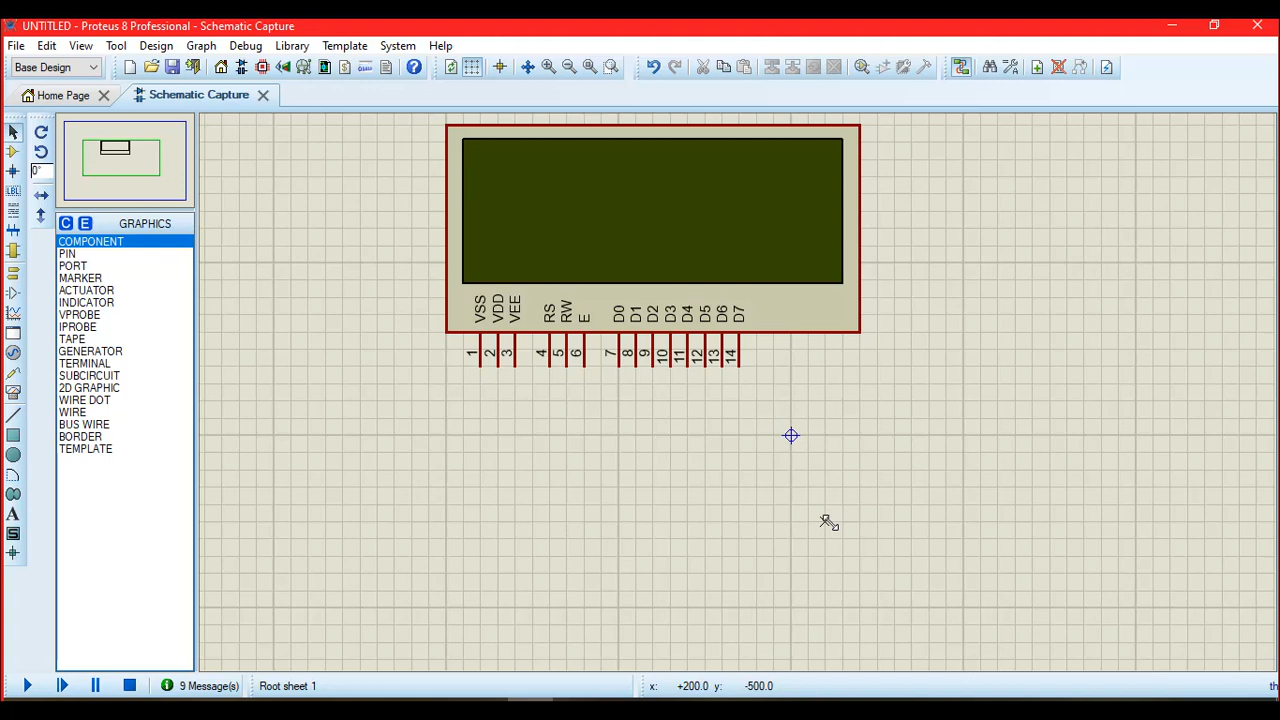 UNTITLED - Proteus 8 Professional - Schematic Capture
File Edit View Tool Design Graph Debug Library Template System Help
Base Design
Home Page Schematic Capture
0°
LBL
C E GRAPHICS
COMPONENT
PIN
PORT
MARKER
ACTUATOR
INDICATOR
VPROBE
IPROBE
TAPE
GENERATOR
TERMINAL
SUBCIRCUIT
2D GRAPHIC
WIRE DOT
WIRE
BUS WIRE
BORDER
TEMPLATE
A
S
VSS VDD VEE RS RW E D0 D1 D2 D3 D4 D5 D6 D7
1 2 3 4 5 6 7 8 9 10 11 12 13 14
9 Message(s) Root sheet 1 x: +200.0 y: -500.0 th